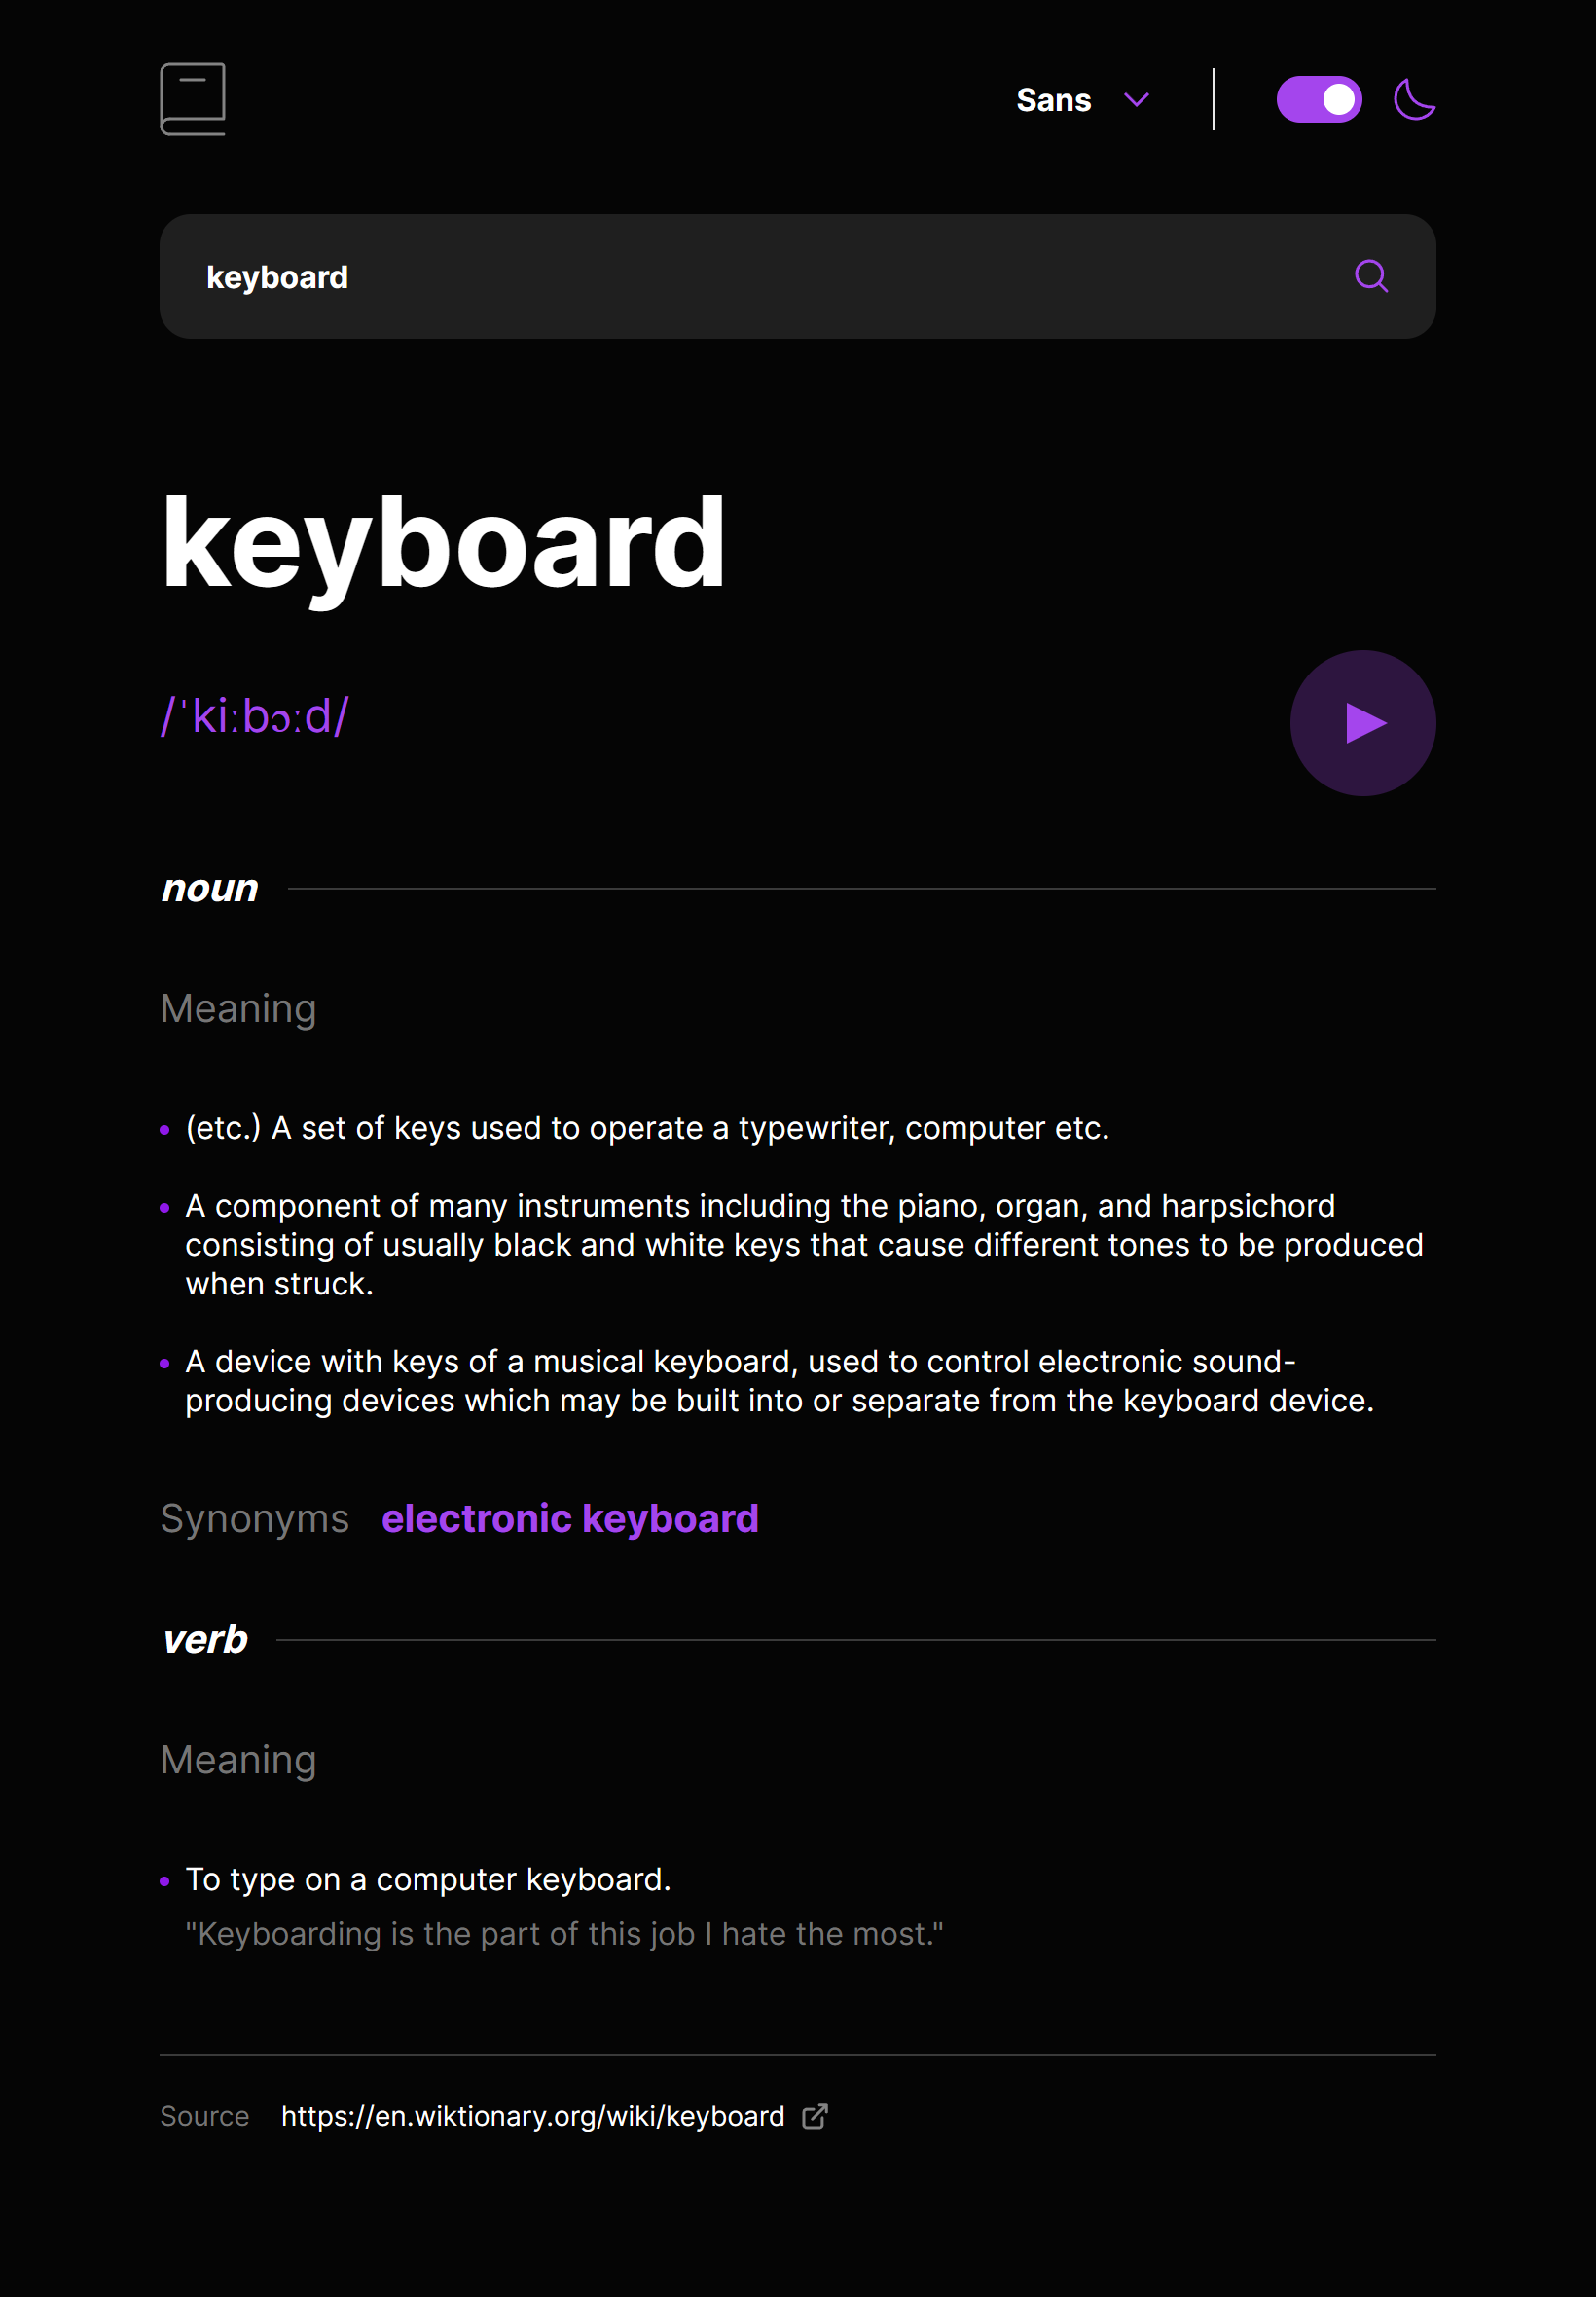 Sans
keyboard
keyboard
/ˈkiːbɔːd/
noun
Meaning
(etc.) A set of keys used to operate a typewriter, computer etc.
A component of many instruments including the piano, organ, and harpsichord
consisting of usually black and white keys that cause different tones to be produced
when struck.
A device with keys of a musical keyboard, used to control electronic sound-
producing devices which may be built into or separate from the keyboard device.
Synonyms electronic keyboard
verb
Meaning
To type on a computer keyboard.
"Keyboarding is the part of this job I hate the most."
Source https://en.wiktionary.org/wiki/keyboard